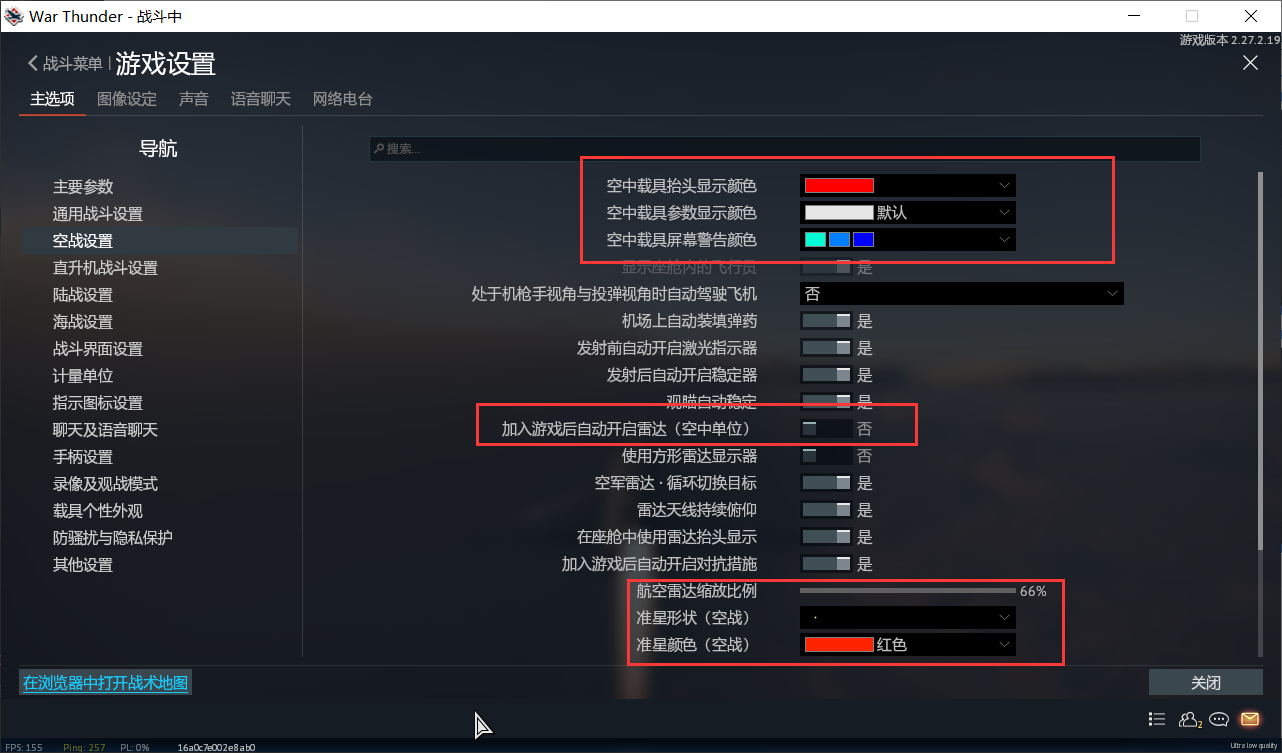 War Thunder - 战斗中
游戏版本 2.27.2.19
战斗菜单 | 游戏设置
主选项 图像设定 声音 语音聊天 网络电台
导航
搜索...
主要参数
通用战斗设置
空战设置
直升机战斗设置
陆战设置
海战设置
战斗界面设置
计量单位
指示图标设置
聊天及语音聊天
手柄设置
录像及观战模式
载具个性外观
防骚扰与隐私保护
其他设置
空中载具抬头显示颜色
空中载具参数显示颜色 默认
空中载具屏幕警告颜色
显示座舱内的飞行员 是
处于机枪手视角与投弹视角时自动驾驶飞机 否
机场上自动装填弹药 是
发射前自动开启激光指示器 是
发射后自动开启稳定器 是
观瞄自动稳定 是
加入游戏后自动开启雷达（空中单位） 否
使用方形雷达显示器 否
空军雷达·循环切换目标 是
雷达天线持续俯仰 是
在座舱中使用雷达抬头显示 是
加入游戏后自动开启对抗措施 是
航空雷达缩放比例 66%
准星形状（空战）
准星颜色（空战） 红色
在浏览器中打开战术地图
关闭
2
FPS: 155 Ping: 257 PL: 0% 16a0c7e002e8ab0
Ultra low quality